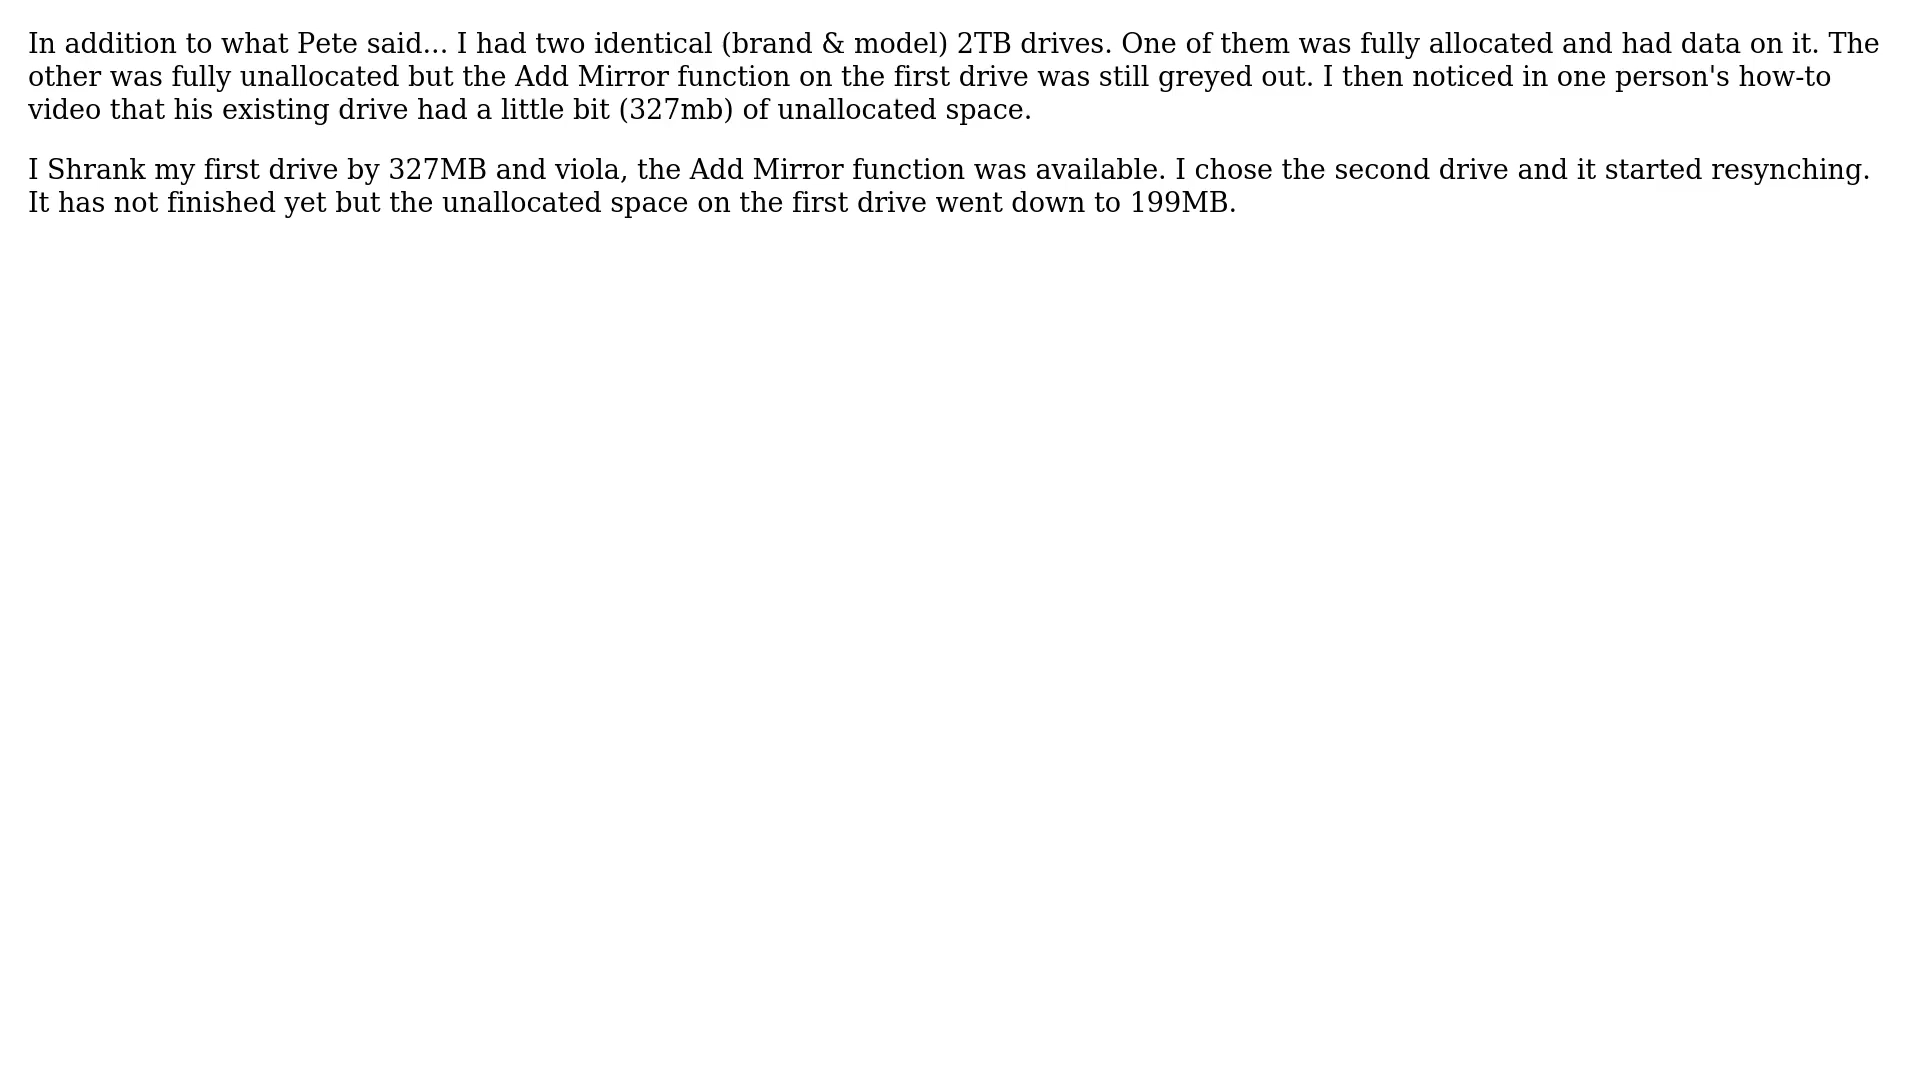 In addition to what Pete said... I had two identical (brand & model) 2TB drives. One of them was fully allocated and had data on it. The
other was fully unallocated but the Add Mirror function on the first drive was still greyed out. I then noticed in one person's how-to
video that his existing drive had a little bit (327mb) of unallocated space.
I Shrank my first drive by 327MB and viola, the Add Mirror function was available. I chose the second drive and it started resynching.
It has not finished yet but the unallocated space on the first drive went down to 199MB.